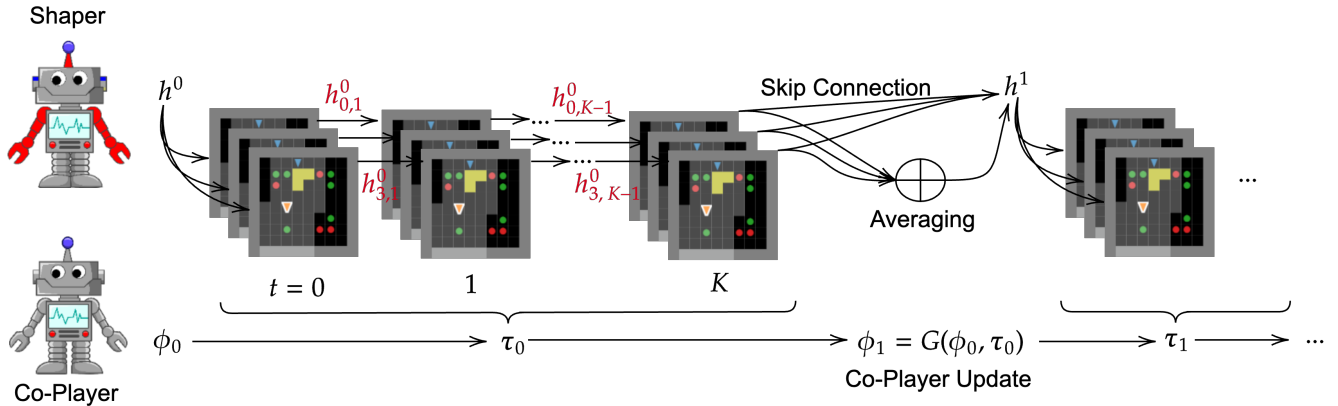 Shaper
h^0
h^0_{0,1}
...
h^0_{0,K−1}
Skip Connection
h^1
...
h^0_{3,1}
...
h^0_{3, K−1}
Averaging
...
t = 0
1
K
ϕ_0
τ_0
ϕ_1 = G(ϕ_0, τ_0)
τ_1
...
Co-Player
Co-Player Update